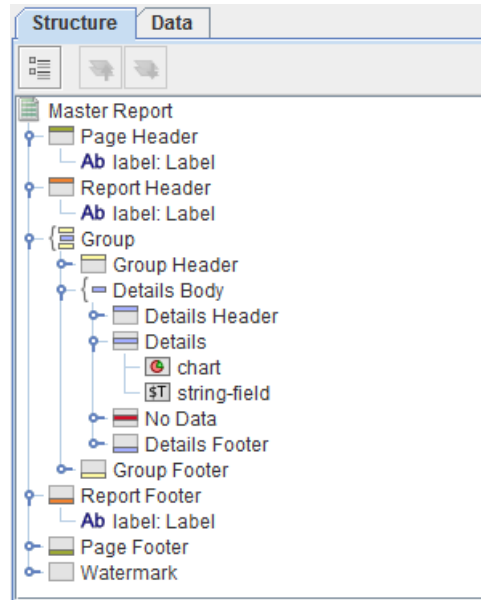 Structure Data
Master Report
Page Header
Ab label: Label
Report Header
Ab label: Label
Group
Group Header
Details Body
Details Header
Details
chart
$T string-field
No Data
Details Footer
Group Footer
Report Footer
Ab label: Label
Page Footer
Watermark